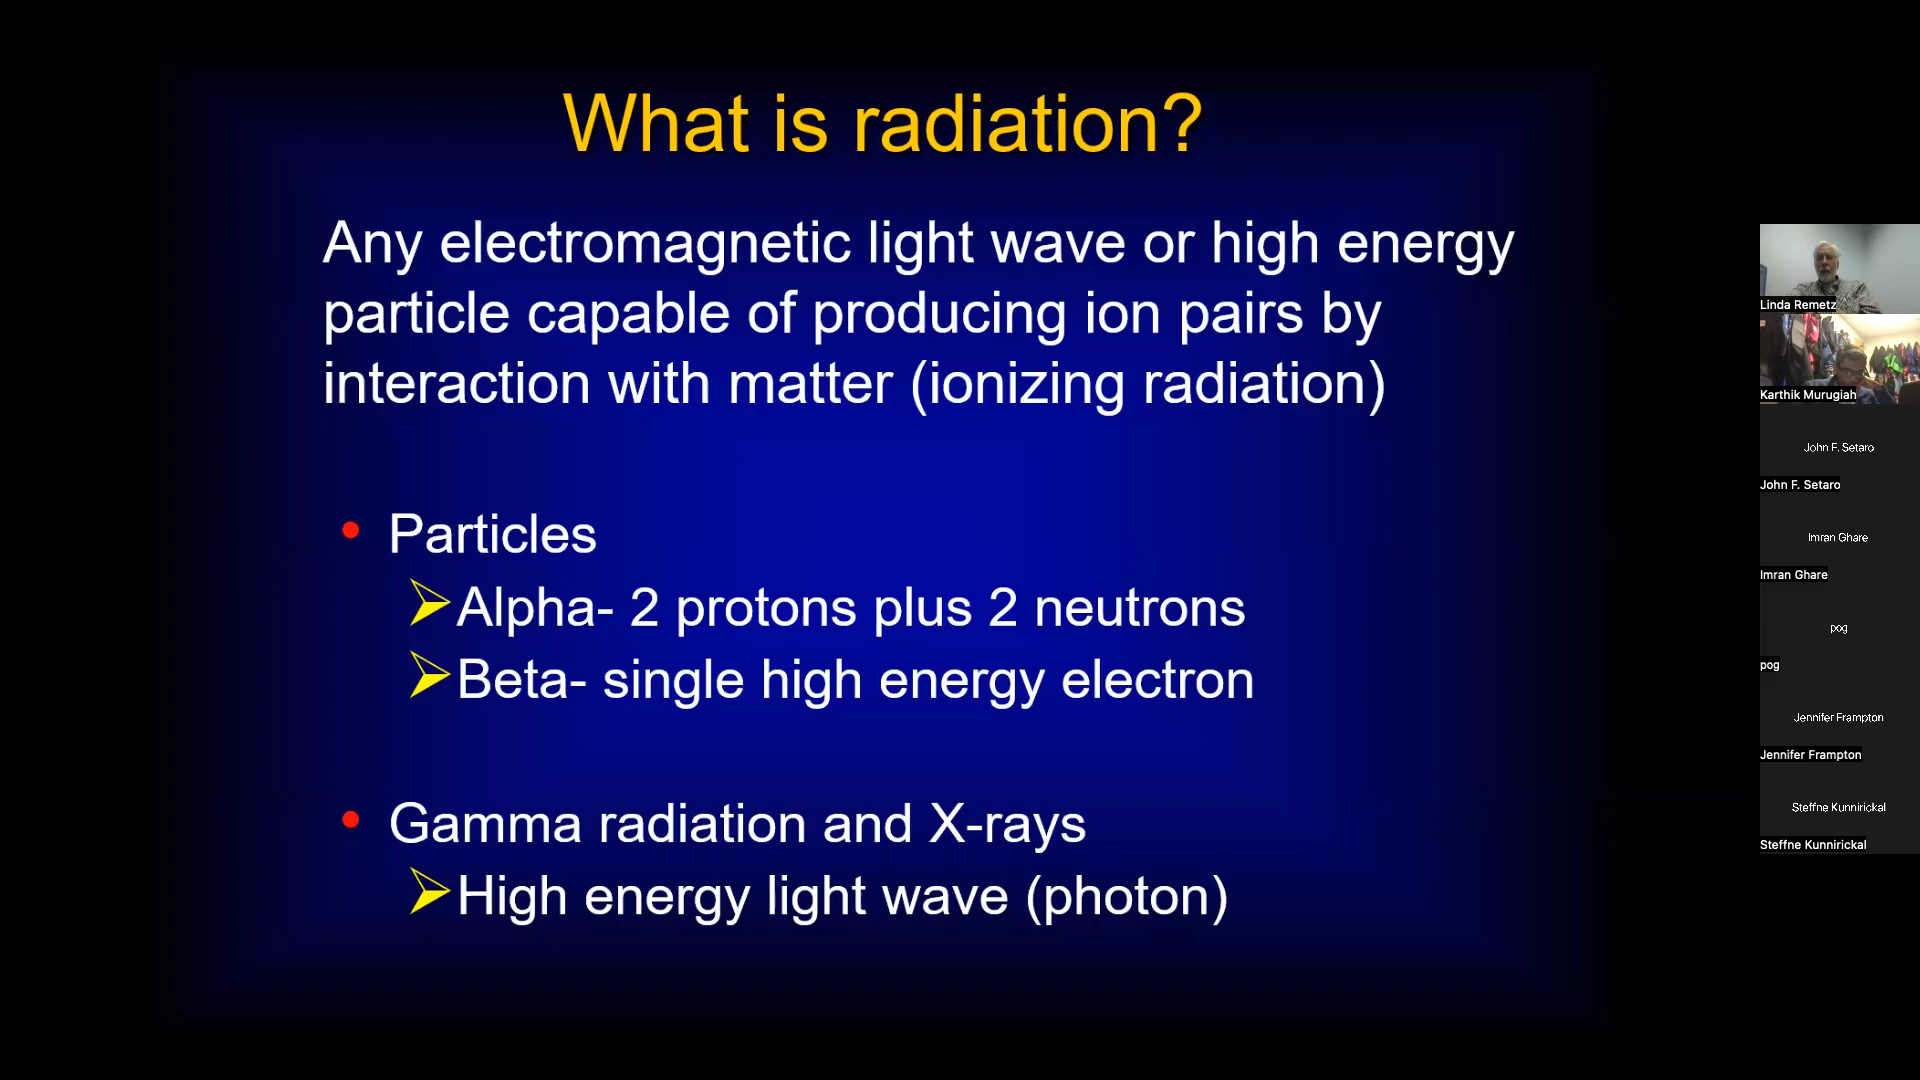 What is radiation?
Any electromagnetic light wave or high energy
particle capable of producing ion pairs by
interaction with matter (ionizing radiation)
• Particles
Alpha- 2 protons plus 2 neutrons
Beta- single high energy electron
• Gamma radiation and X-rays
High energy light wave (photon)
Linda Remetz
Karthik Murugiah
John F. Setaro
John F. Setaro
Imran Ghare
Imran Ghare
pog
pog
Jennifer Frampton
Jennifer Frampton
Steffne Kunnirickal
Steffne Kunnirickal